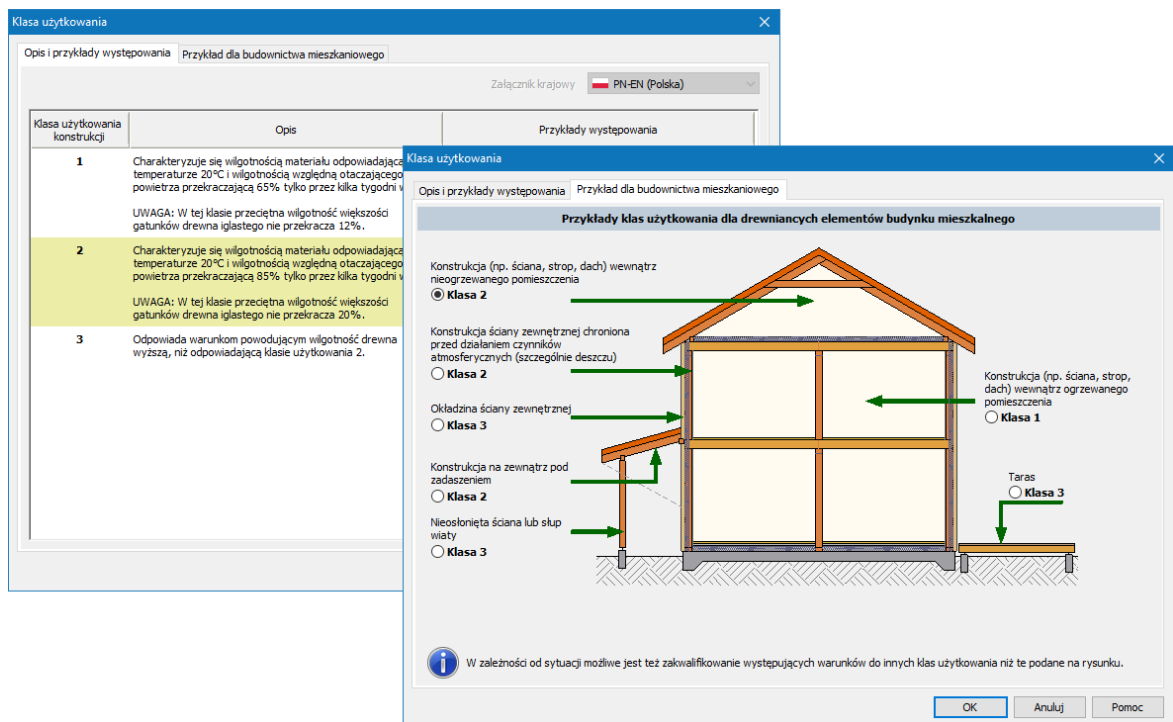 Klasa użytkowania
Opis i przykłady występowania
Przykład dla budownictwa mieszkaniowego
Załącznik krajowy
PN-EN (Polska)
Klasa użytkowania
konstrukcji
Opis
Przykłady występowania
1
Charakteryzuje się wilgotnością materiału odpowiadającą
temperaturze 20°C i wilgotnością względną otaczającego
powietrza przekraczającą 65% tylko przez kilka tygodni
UWAGA: W tej klasie przeciętna wilgotność większości
gatunków drewna iglastego nie przekracza 12%.
2
Charakteryzuje się wilgotnością materiału odpowiadającą
temperaturze 20°C i wilgotnością względną otaczającego
powietrza przekraczającą 85% tylko przez kilka tygodni
UWAGA: W tej klasie przeciętna wilgotność większości
gatunków drewna iglastego nie przekracza 20%.
3
Odpowiada warunkom powodującym wilgotność drewna
wyższą, niż odpowiadającą klasie użytkowania 2.
Klasa użytkowania
Opis i przykłady występowania
Przykład dla budownictwa mieszkaniowego
Przykłady klas użytkowania dla drewniancych elementów budynku mieszkalnego
Konstrukcja (np. ściana, strop, dach) wewnątrz
nieogrzewanego pomieszczenia
Klasa 2
Konstrukcja ściany zewnętrznej chroniona
przed działaniem czynników
atmosferycznych (szczególnie deszczu)
Klasa 2
Okładzina ściany zewnętrznej
Klasa 3
Konstrukcja na zewnątrz pod
zadaszeniem
Klasa 2
Nieosłonięta ściana lub słup
wiaty
Klasa 3
Konstrukcja (np. ściana, strop,
dach) wewnątrz ogrzewanego
pomieszczenia
Klasa 1
Taras
Klasa 3
W zależności od sytuacji możliwe jest też zakwalifikowanie występujących warunków do innych klas użytkowania niż te podane na rysunku.
OK
Anuluj
Pomoc